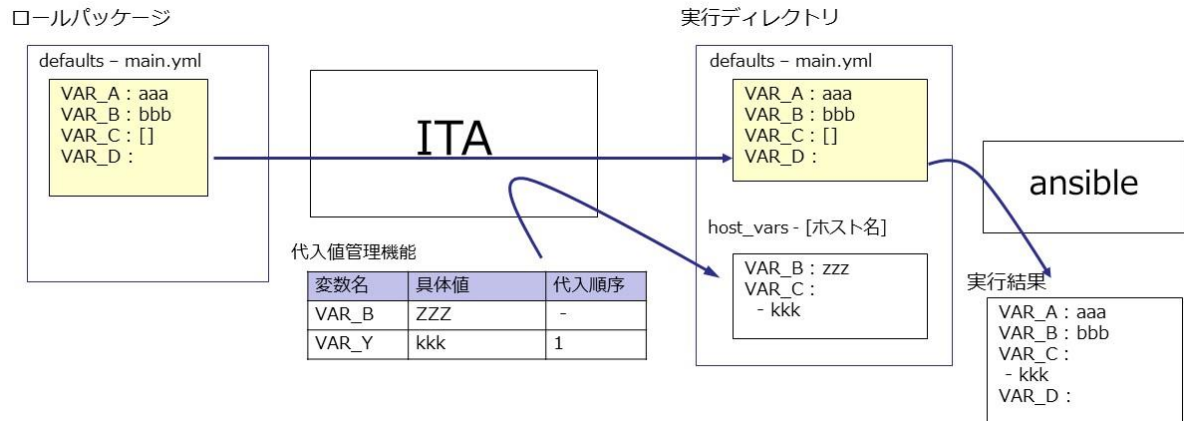 ロールパッケージ
defaults – main.yml
VAR_A : aaa
VAR_B : bbb
VAR_C : []
VAR_D :
ITA
代入値管理機能
変数名 具体値 代入順序
VAR_B ZZZ -
VAR_Y kkk 1
実行ディレクトリ
defaults – main.yml
VAR_A : aaa
VAR_B : bbb
VAR_C : []
VAR_D :
host_vars - [ホスト名]
VAR_B : zzz
VAR_C :
- kkk
ansible
実行結果
VAR_A : aaa
VAR_B : bbb
VAR_C :
- kkk
VAR_D :